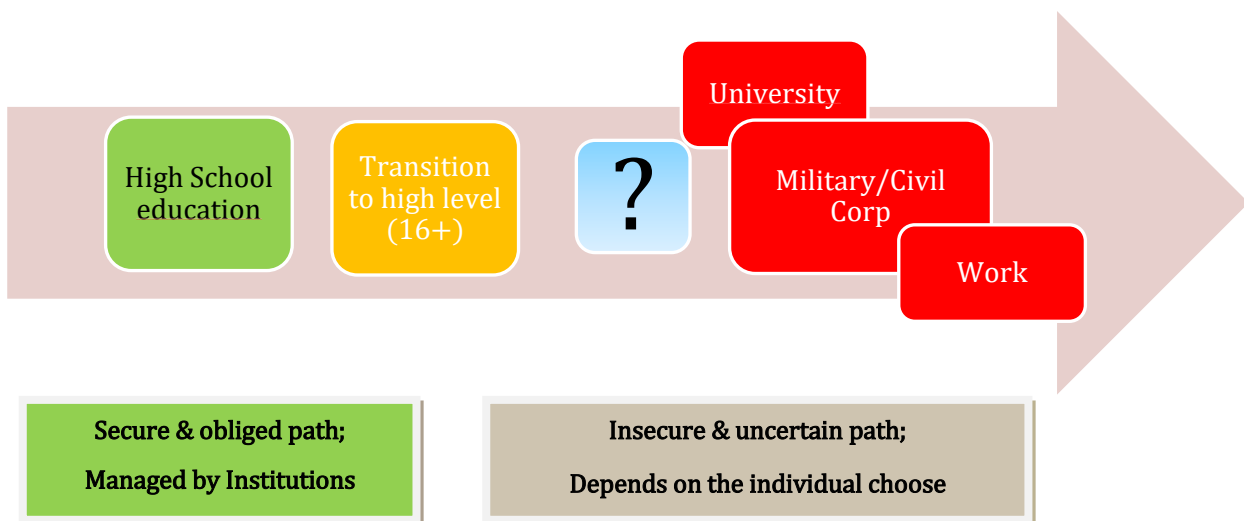 High School
education
Transition
to high level
(16+)
?
University
Military/Civil
Corp
Work
Secure & obliged path;
Managed by Institutions
Insecure & uncertain path;
Depends on the individual choose